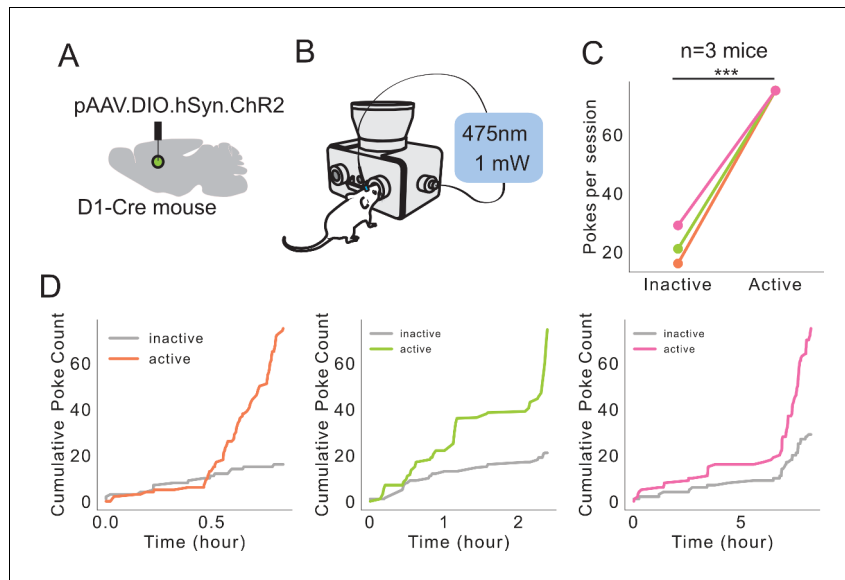 A
pAAV.DIO.hSyn.ChR2
D1-Cre mouse
B
475nm
1 mW
C
n=3 mice
***
Pokes per session
60
40
20
Inactive
Active
D
Cumulative Poke Count
60
40
20
0
inactive
active
0.0
0.5
Time (hour)
Cumulative Poke Count
60
40
20
0
inactive
active
0
1
2
Time (hour)
Cumulative Poke Count
60
40
20
0
inactive
active
0
5
Time (hour)